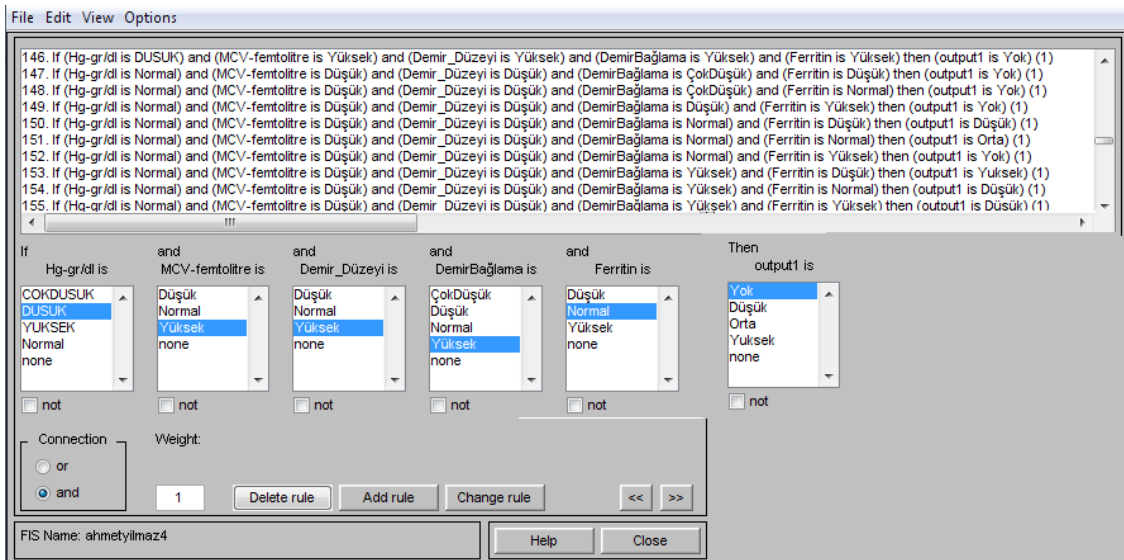 File Edit View Options
146. If (Hg-gr/dl is DUSUK) and (MCV-femtolitre is Yüksek) and (Demir_Düzeyi is Yüksek) and (DemirBağlama is Yüksek) and (Ferritin is Yüksek) then (output1 is Yok) (1)
147. If (Hg-gr/dl is Normal) and (MCV-femtolitre is Düşük) and (Demir_Düzeyi is Düşük) and (DemirBağlama is ÇokDüşük) and (Ferritin is Düşük) then (output1 is Yok) (1)
148. If (Hg-gr/dl is Normal) and (MCV-femtolitre is Düşük) and (Demir_Düzeyi is Düşük) and (DemirBağlama is ÇokDüşük) and (Ferritin is Normal) then (output1 is Yok) (1)
149. If (Hg-gr/dl is Normal) and (MCV-femtolitre is Düşük) and (Demir_Düzeyi is Düşük) and (DemirBağlama is Düşük) and (Ferritin is Yüksek) then (output1 is Yok) (1)
150. If (Hg-gr/dl is Normal) and (MCV-femtolitre is Düşük) and (Demir_Düzeyi is Düşük) and (DemirBağlama is Normal) and (Ferritin is Düşük) then (output1 is Düşük) (1)
151. If (Hg-gr/dl is Normal) and (MCV-femtolitre is Düşük) and (Demir_Düzeyi is Düşük) and (DemirBağlama is Normal) and (Ferritin is Normal) then (output1 is Orta) (1)
152. If (Hg-gr/dl is Normal) and (MCV-femtolitre is Düşük) and (Demir_Düzeyi is Düşük) and (DemirBağlama is Normal) and (Ferritin is Yüksek) then (output1 is Yok) (1)
153. If (Hg-gr/dl is Normal) and (MCV-femtolitre is Düşük) and (Demir_Düzeyi is Düşük) and (DemirBağlama is Yüksek) and (Ferritin is Düşük) then (output1 is Yuksek) (1)
154. If (Hg-gr/dl is Normal) and (MCV-femtolitre is Düşük) and (Demir_Düzeyi is Düşük) and (DemirBağlama is Yüksek) and (Ferritin is Normal) then (output1 is Düşük) (1)
155. If (Hg-gr/dl is Normal) and (MCV-femtolitre is Düşük) and (Demir_Düzeyi is Düşük) and (DemirBağlama is Yüksek) and (Ferritin is Yüksek) then (output1 is Düşük) (1)
If
Hg-gr/dl is
COKDUSUK
DUSUK
YUKSEK
Normal
none
not
and
MCV-femtolitre is
Düşük
Normal
Yüksek
none
not
and
Demir_Düzeyi is
Düşük
Normal
Yüksek
none
not
and
DemirBağlama is
ÇokDüşük
Düşük
Normal
Yüksek
none
not
and
Ferritin is
Düşük
Normal
Yüksek
none
not
Then
output1 is
Yok
Düşük
Orta
Yuksek
none
not
Connection
or
and
Weight:
1
Delete rule
Add rule
Change rule
<<
>>
FIS Name: ahmetyilmaz4
Help
Close